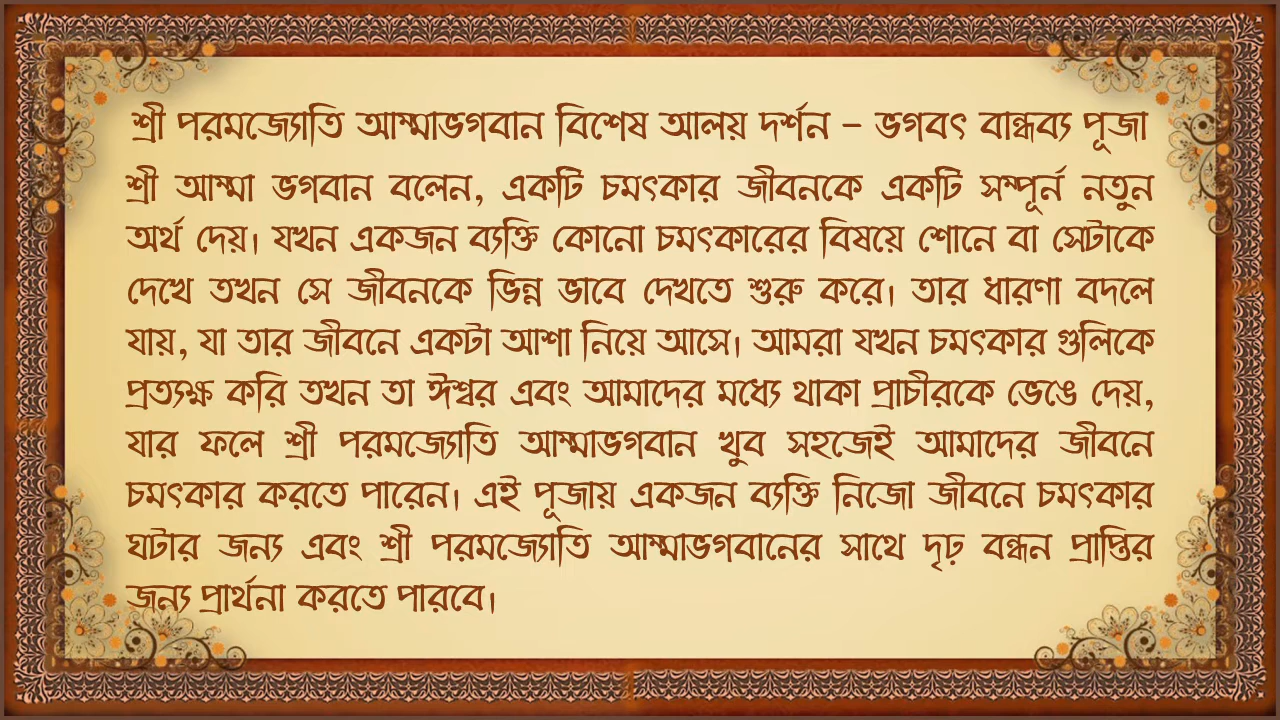 শ্রী পরমজ্যোতি আম্মাভগবান বিশেষ আলয় দর্শন – ভগবৎ বান্ধব্য পূজা
শ্রী আম্মা ভগবান বলেন, একটি চমৎকার জীবনকে একটি সম্পূর্ন নতুন
অর্থ দেয়। যখন একজন ব্যক্তি কোনো চমৎকারের বিষয়ে শোনে বা সেটাকে
দেখে তখন সে জীবনকে ভিন্ন ভাবে দেখতে শুরু করে। তার ধারণা বদলে
যায়, যা তার জীবনে একটা আশা নিয়ে আসে। আমরা যখন চমৎকার গুলিকে
প্রত্যক্ষ করি তখন তা ঈশ্বর এবং আমাদের মধ্যে থাকা প্রাচীরকে ভেঙে দেয়,
যার ফলে শ্রী পরমজ্যোতি আম্মাভগবান খুব সহজেই আমাদের জীবনে
চমৎকার করতে পারেন। এই পূজায় একজন ব্যক্তি নিজো জীবনে চমৎকার
ঘটার জন্য এবং শ্রী পরমজ্যোতি আম্মাভগবানের সাথে দৃঢ় বন্ধন প্রাপ্তির
জন্য প্রার্থনা করতে পারবে।